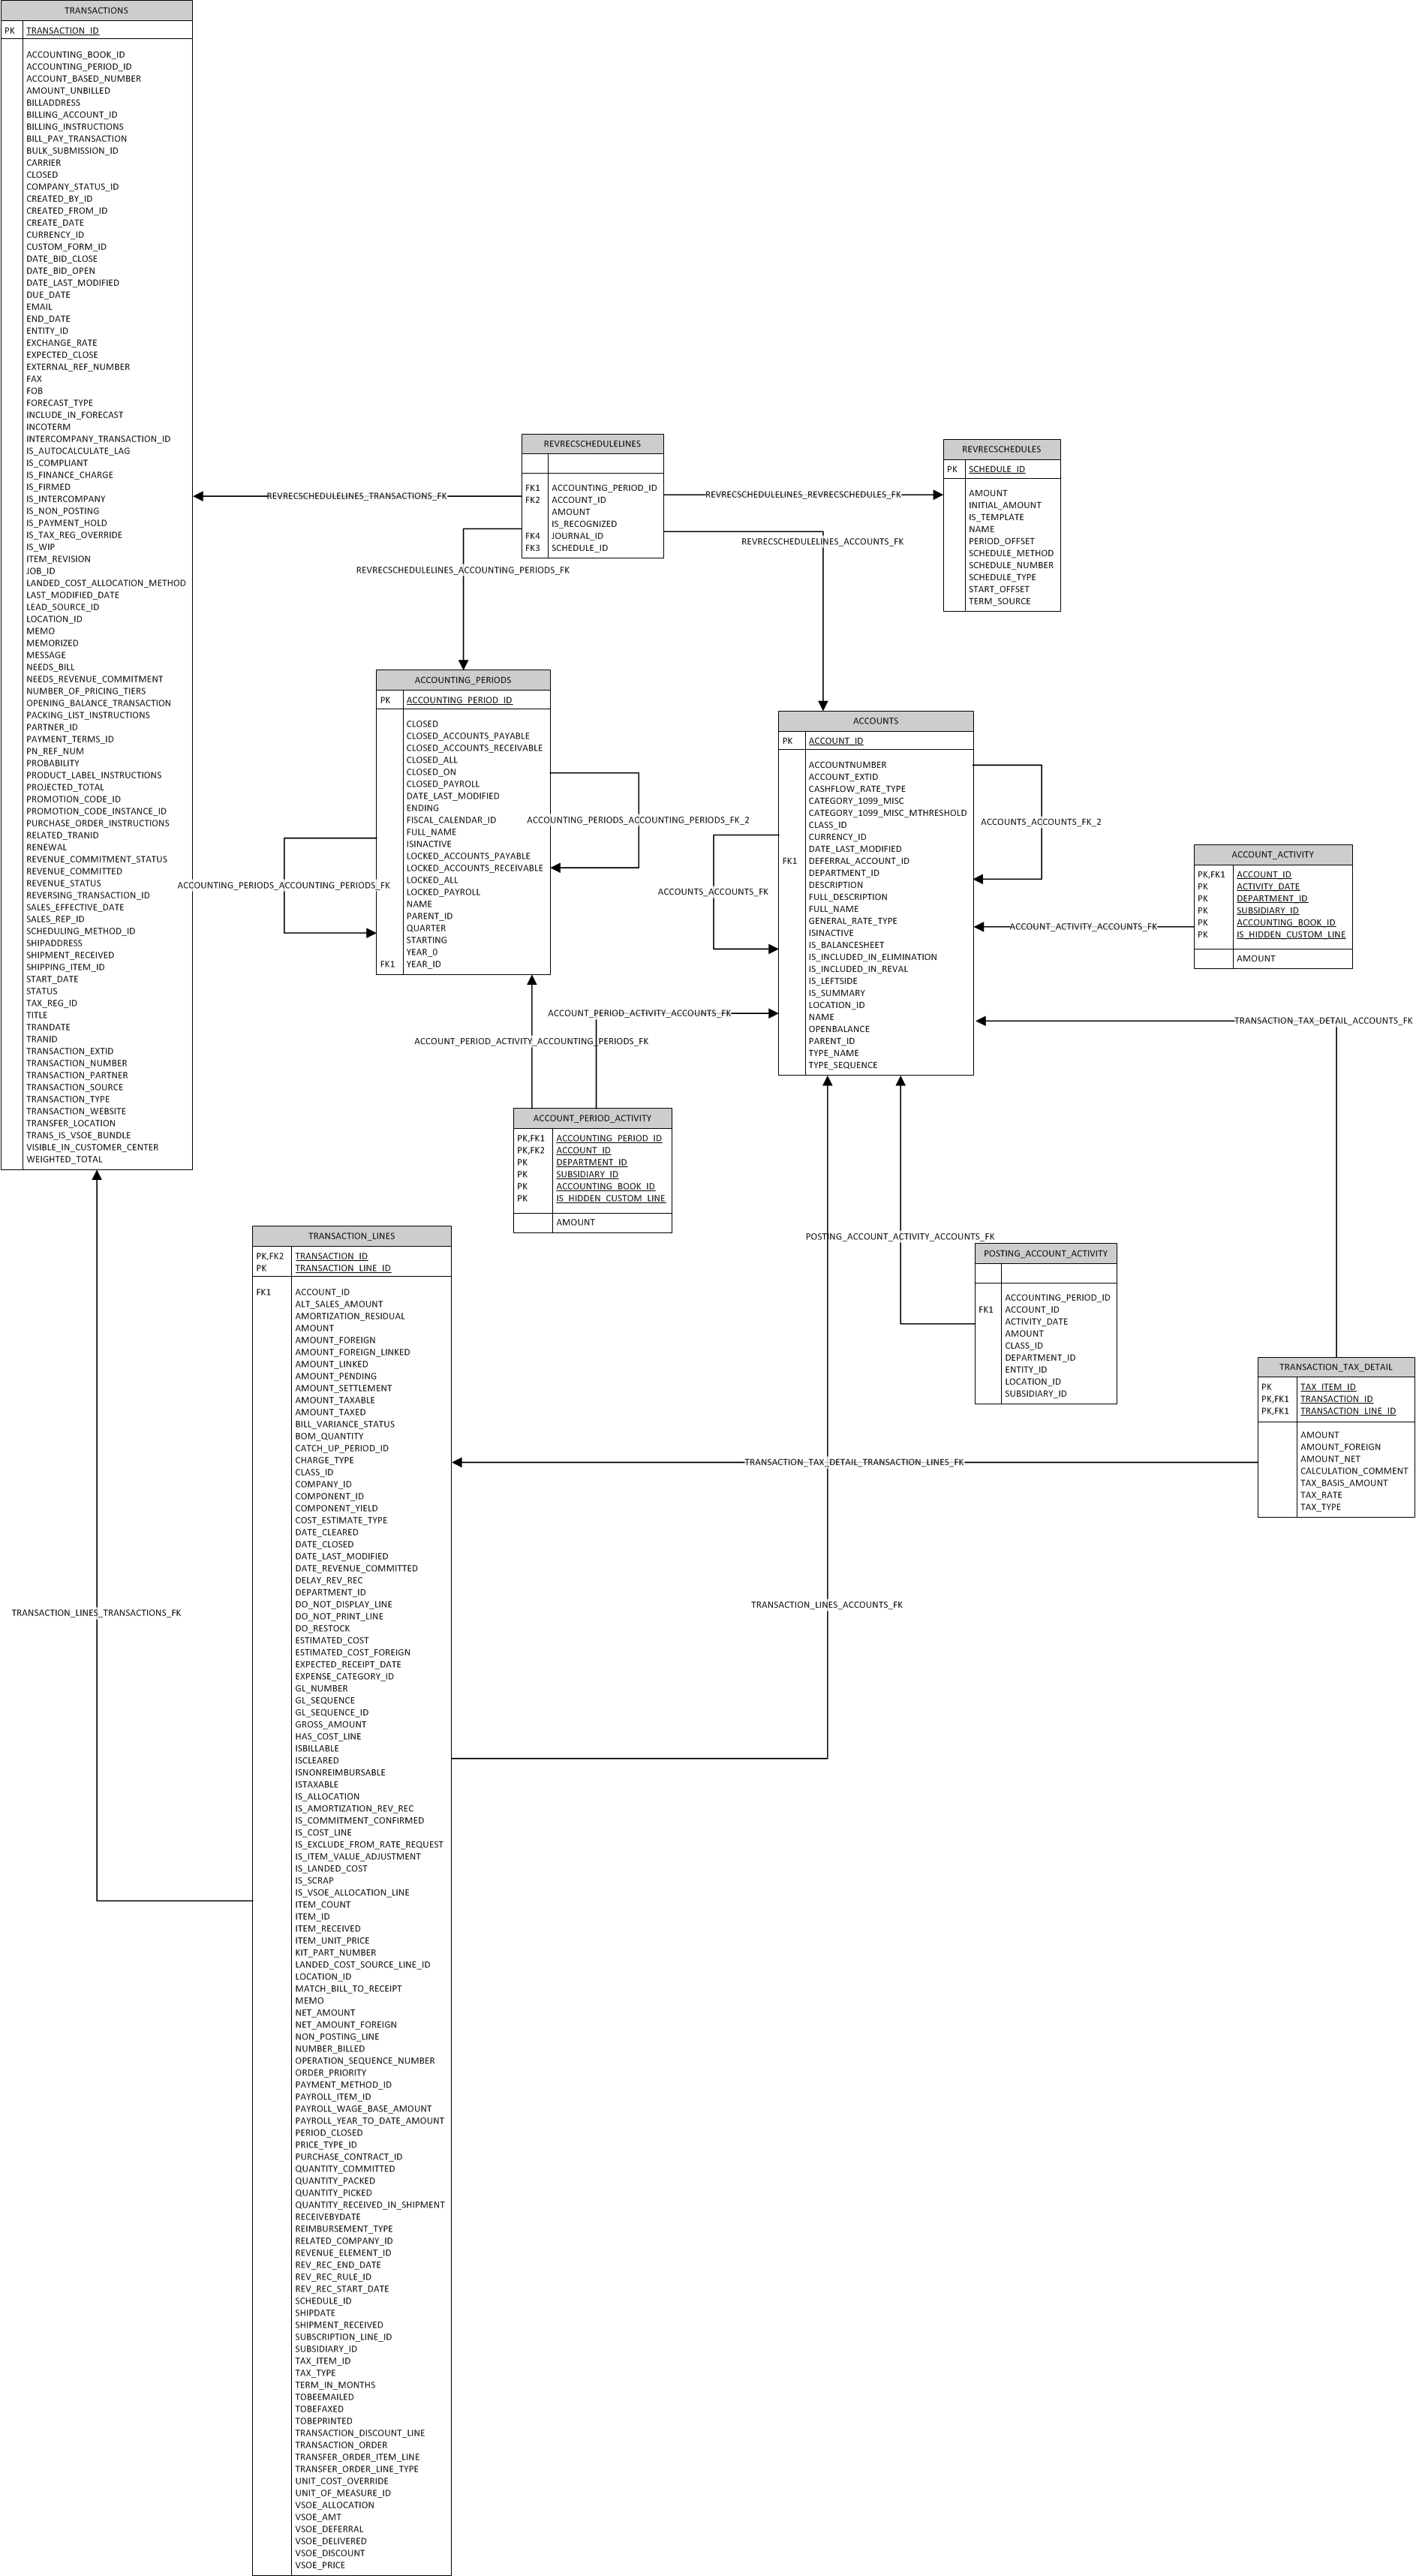 TRANSACTIONS
PK TRANSACTION_ID
ACCOUNTING_BOOK_ID
ACCOUNTING_PERIOD_ID
ACCOUNT_BASED_NUMBER
AMOUNT_UNBILLED
BILLADDRESS
BILLING_ACCOUNT_ID
BILLING_INSTRUCTIONS
BILL_PAY_TRANSACTION
BULK_SUBMISSION_ID
CARRIER
CLOSED
COMPANY_STATUS_ID
CREATED_BY_ID
CREATED_FROM_ID
CREATE_DATE
CURRENCY_ID
CUSTOM_FORM_ID
DATE_BID_CLOSE
DATE_BID_OPEN
DATE_LAST_MODIFIED
DUE_DATE
EMAIL
END_DATE
ENTITY_ID
EXCHANGE_RATE
EXPECTED_CLOSE
EXTERNAL_REF_NUMBER
FAX
FOB
FORECAST_TYPE
INCLUDE_IN_FORECAST
INCOTERM
INTERCOMPANY_TRANSACTION_ID
IS_AUTOCALCULATE_LAG
IS_COMPLIANT
IS_FINANCE_CHARGE
IS_FIRMED
IS_INTERCOMPANY
IS_NON_POSTING
IS_PAYMENT_HOLD
IS_TAX_REG_OVERRIDE
IS_WIP
ITEM_REVISION
JOB_ID
LANDED_COST_ALLOCATION_METHOD
LAST_MODIFIED_DATE
LEAD_SOURCE_ID
LOCATION_ID
MEMO
MEMORIZED
MESSAGE
NEEDS_BILL
NEEDS_REVENUE_COMMITMENT
NUMBER_OF_PRICING_TIERS
OPENING_BALANCE_TRANSACTION
PACKING_LIST_INSTRUCTIONS
PARTNER_ID
PAYMENT_TERMS_ID
PN_REF_NUM
PROBABILITY
PRODUCT_LABEL_INSTRUCTIONS
PROJECTED_TOTAL
PROMOTION_CODE_ID
PROMOTION_CODE_INSTANCE_ID
PURCHASE_ORDER_INSTRUCTIONS
RELATED_TRANID
RENEWAL
REVENUE_COMMITMENT_STATUS
REVENUE_COMMITTED
REVENUE_STATUS
REVERSING_TRANSACTION_ID
SALES_EFFECTIVE_DATE
SALES_REP_ID
SCHEDULING_METHOD_ID
SHIPADDRESS
SHIPMENT_RECEIVED
SHIPPING_ITEM_ID
START_DATE
STATUS
TAX_REG_ID
TITLE
TRANDATE
TRANID
TRANSACTION_EXTID
TRANSACTION_NUMBER
TRANSACTION_PARTNER
TRANSACTION_SOURCE
TRANSACTION_TYPE
TRANSACTION_WEBSITE
TRANSFER_LOCATION
TRANS_IS_VSOE_BUNDLE
VISIBLE_IN_CUSTOMER_CENTER
WEIGHTED_TOTAL
REVRECSCHEDULELINES
FK1 ACCOUNTING_PERIOD_ID
FK2 ACCOUNT_ID
AMOUNT
IS_RECOGNIZED
FK4 JOURNAL_ID
FK3 SCHEDULE_ID
REVRECSCHEDULES
PK SCHEDULE_ID
AMOUNT
INITIAL_AMOUNT
IS_TEMPLATE
NAME
PERIOD_OFFSET
SCHEDULE_METHOD
SCHEDULE_NUMBER
SCHEDULE_TYPE
START_OFFSET
TERM_SOURCE
REVRECSCHEDULELINES_TRANSACTIONS_FK
REVRECSCHEDULELINES_REVRECSCHEDULES_FK
REVRECSCHEDULELINES_ACCOUNTS_FK
REVRECSCHEDULELINES_ACCOUNTING_PERIODS_FK
ACCOUNTING_PERIODS
PK ACCOUNTING_PERIOD_ID
CLOSED
CLOSED_ACCOUNTS_PAYABLE
CLOSED_ACCOUNTS_RECEIVABLE
CLOSED_ALL
CLOSED_ON
CLOSED_PAYROLL
DATE_LAST_MODIFIED
ENDING
FISCAL_CALENDAR_ID
FULL_NAME
ISINACTIVE
LOCKED_ACCOUNTS_PAYABLE
LOCKED_ACCOUNTS_RECEIVABLE
LOCKED_ALL
LOCKED_PAYROLL
NAME
PARENT_ID
QUARTER
STARTING
YEAR_0
FK1 YEAR_ID
ACCOUNTING_PERIODS_ACCOUNTING_PERIODS_FK_2
ACCOUNTING_PERIODS_ACCOUNTING_PERIODS_FK
ACCOUNTS
PK ACCOUNT_ID
ACCOUNTNUMBER
ACCOUNT_EXTID
CASHFLOW_RATE_TYPE
CATEGORY_1099_MISC
CATEGORY_1099_MISC_MTHRESHOLD
CLASS_ID
CURRENCY_ID
DATE_LAST_MODIFIED
FK1 DEFERRAL_ACCOUNT_ID
DEPARTMENT_ID
DESCRIPTION
FULL_DESCRIPTION
FULL_NAME
GENERAL_RATE_TYPE
ISINACTIVE
IS_BALANCESHEET
IS_INCLUDED_IN_ELIMINATION
IS_INCLUDED_IN_REVAL
IS_LEFTSIDE
IS_SUMMARY
LOCATION_ID
NAME
OPENBALANCE
PARENT_ID
TYPE_NAME
TYPE_SEQUENCE
ACCOUNTS_ACCOUNTS_FK_2
ACCOUNTS_ACCOUNTS_FK
ACCOUNT_ACTIVITY
PK,FK1 ACCOUNT_ID
PK ACTIVITY_DATE
PK DEPARTMENT_ID
PK SUBSIDIARY_ID
PK ACCOUNTING_BOOK_ID
PK IS_HIDDEN_CUSTOM_LINE
AMOUNT
ACCOUNT_ACTIVITY_ACCOUNTS_FK
ACCOUNT_PERIOD_ACTIVITY_ACCOUNTS_FK
TRANSACTION_TAX_DETAIL_ACCOUNTS_FK
ACCOUNT_PERIOD_ACTIVITY_ACCOUNTING_PERIODS_FK
ACCOUNT_PERIOD_ACTIVITY
PK,FK1 ACCOUNTING_PERIOD_ID
PK,FK2 ACCOUNT_ID
PK DEPARTMENT_ID
PK SUBSIDIARY_ID
PK ACCOUNTING_BOOK_ID
PK IS_HIDDEN_CUSTOM_LINE
AMOUNT
POSTING_ACCOUNT_ACTIVITY_ACCOUNTS_FK
POSTING_ACCOUNT_ACTIVITY
ACCOUNTING_PERIOD_ID
FK1 ACCOUNT_ID
ACTIVITY_DATE
AMOUNT
CLASS_ID
DEPARTMENT_ID
ENTITY_ID
LOCATION_ID
SUBSIDIARY_ID
TRANSACTION_TAX_DETAIL
PK TAX_ITEM_ID
PK,FK1 TRANSACTION_ID
PK,FK1 TRANSACTION_LINE_ID
AMOUNT
AMOUNT_FOREIGN
AMOUNT_NET
CALCULATION_COMMENT
TAX_BASIS_AMOUNT
TAX_RATE
TAX_TYPE
TRANSACTION_TAX_DETAIL_TRANSACTION_LINES_FK
TRANSACTION_LINES_ACCOUNTS_FK
TRANSACTION_LINES_TRANSACTIONS_FK
TRANSACTION_LINES
PK,FK2 TRANSACTION_ID
PK TRANSACTION_LINE_ID
FK1 ACCOUNT_ID
ALT_SALES_AMOUNT
AMORTIZATION_RESIDUAL
AMOUNT
AMOUNT_FOREIGN
AMOUNT_FOREIGN_LINKED
AMOUNT_LINKED
AMOUNT_PENDING
AMOUNT_SETTLEMENT
AMOUNT_TAXABLE
AMOUNT_TAXED
BILL_VARIANCE_STATUS
BOM_QUANTITY
CATCH_UP_PERIOD_ID
CHARGE_TYPE
CLASS_ID
COMPANY_ID
COMPONENT_ID
COMPONENT_YIELD
COST_ESTIMATE_TYPE
DATE_CLEARED
DATE_CLOSED
DATE_LAST_MODIFIED
DATE_REVENUE_COMMITTED
DELAY_REV_REC
DEPARTMENT_ID
DO_NOT_DISPLAY_LINE
DO_NOT_PRINT_LINE
DO_RESTOCK
ESTIMATED_COST
ESTIMATED_COST_FOREIGN
EXPECTED_RECEIPT_DATE
EXPENSE_CATEGORY_ID
GL_NUMBER
GL_SEQUENCE
GL_SEQUENCE_ID
GROSS_AMOUNT
HAS_COST_LINE
ISBILLABLE
ISCLEARED
ISNONREIMBURSABLE
ISTAXABLE
IS_ALLOCATION
IS_AMORTIZATION_REV_REC
IS_COMMITMENT_CONFIRMED
IS_COST_LINE
IS_EXCLUDE_FROM_RATE_REQUEST
IS_ITEM_VALUE_ADJUSTMENT
IS_LANDED_COST
IS_SCRAP
IS_VSOE_ALLOCATION_LINE
ITEM_COUNT
ITEM_ID
ITEM_RECEIVED
ITEM_UNIT_PRICE
KIT_PART_NUMBER
LANDED_COST_SOURCE_LINE_ID
LOCATION_ID
MATCH_BILL_TO_RECEIPT
MEMO
NET_AMOUNT
NET_AMOUNT_FOREIGN
NON_POSTING_LINE
NUMBER_BILLED
OPERATION_SEQUENCE_NUMBER
ORDER_PRIORITY
PAYMENT_METHOD_ID
PAYROLL_ITEM_ID
PAYROLL_WAGE_BASE_AMOUNT
PAYROLL_YEAR_TO_DATE_AMOUNT
PERIOD_CLOSED
PRICE_TYPE_ID
PURCHASE_CONTRACT_ID
QUANTITY_COMMITTED
QUANTITY_PACKED
QUANTITY_PICKED
QUANTITY_RECEIVED_IN_SHIPMENT
RECEIVEBYDATE
REIMBURSEMENT_TYPE
RELATED_COMPANY_ID
REVENUE_ELEMENT_ID
REV_REC_END_DATE
REV_REC_RULE_ID
REV_REC_START_DATE
SCHEDULE_ID
SHIPDATE
SHIPMENT_RECEIVED
SUBSCRIPTION_LINE_ID
SUBSIDIARY_ID
TAX_ITEM_ID
TAX_TYPE
TERM_IN_MONTHS
TOBEEMAILED
TOBEFAXED
TOBEPRINTED
TRANSACTION_DISCOUNT_LINE
TRANSACTION_ORDER
TRANSFER_ORDER_ITEM_LINE
TRANSFER_ORDER_LINE_TYPE
UNIT_COST_OVERRIDE
UNIT_OF_MEASURE_ID
VSOE_ALLOCATION
VSOE_AMT
VSOE_DEFERRAL
VSOE_DELIVERED
VSOE_DISCOUNT
VSOE_PRICE